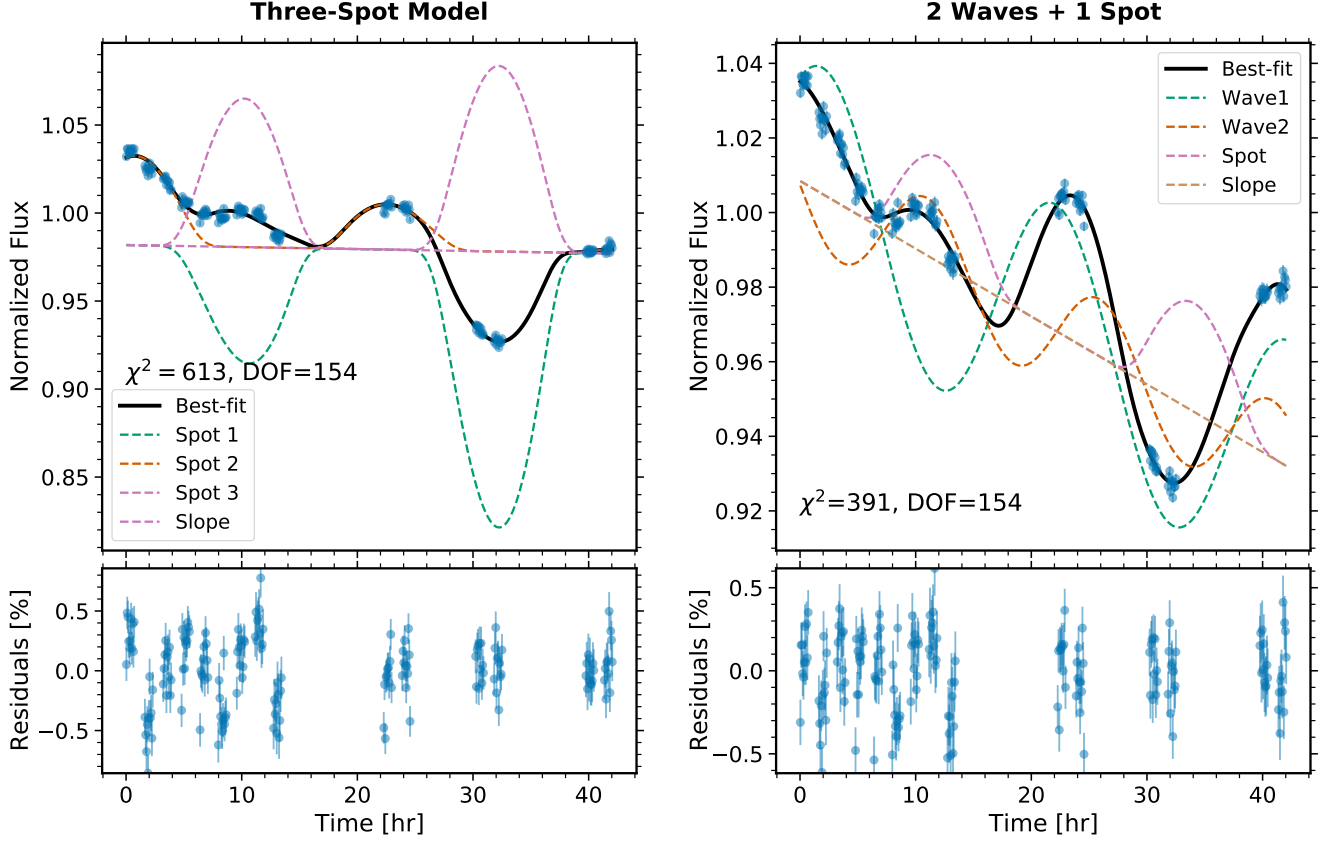 Three-Spot Model
Normalized Flux
1.05
1.00
0.95
0.90
0.85
χ² = 613, DOF=154
Best-fit
Spot 1
Spot 2
Spot 3
Slope
Residuals [%]
0.5
0.0
−0.5
0 10 20 30 40
Time [hr]
2 Waves + 1 Spot
Normalized Flux
1.04
1.02
1.00
0.98
0.96
0.94
0.92
Best-fit
Wave1
Wave2
Spot
Slope
χ²=391, DOF=154
Residuals [%]
0.5
0.0
−0.5
0 10 20 30 40
Time [hr]